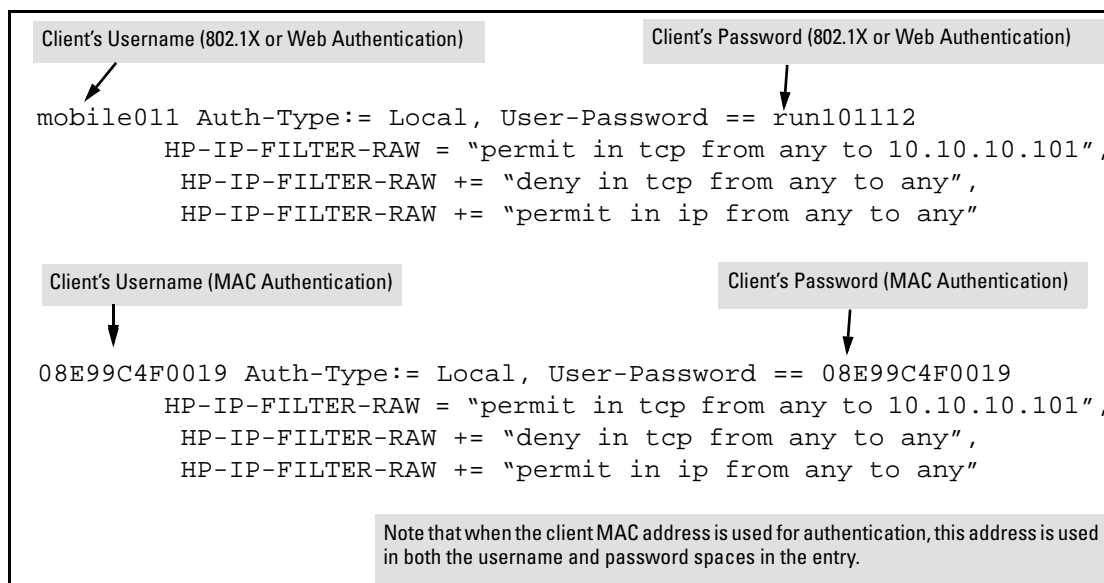 Client's Username (802.1X or Web Authentication)
Client's Password (802.1X or Web Authentication)
mobile011 Auth-Type:= Local, User-Password == run101112
HP-IP-FILTER-RAW = “permit in tcp from any to 10.10.10.101”,
HP-IP-FILTER-RAW += “deny in tcp from any to any”,
HP-IP-FILTER-RAW += “permit in ip from any to any”
Client's Username (MAC Authentication)
Client's Password (MAC Authentication)
08E99C4F0019 Auth-Type:= Local, User-Password == 08E99C4F0019
HP-IP-FILTER-RAW = “permit in tcp from any to 10.10.10.101”,
HP-IP-FILTER-RAW += “deny in tcp from any to any”,
HP-IP-FILTER-RAW += “permit in ip from any to any”
Note that when the client MAC address is used for authentication, this address is used
in both the username and password spaces in the entry.